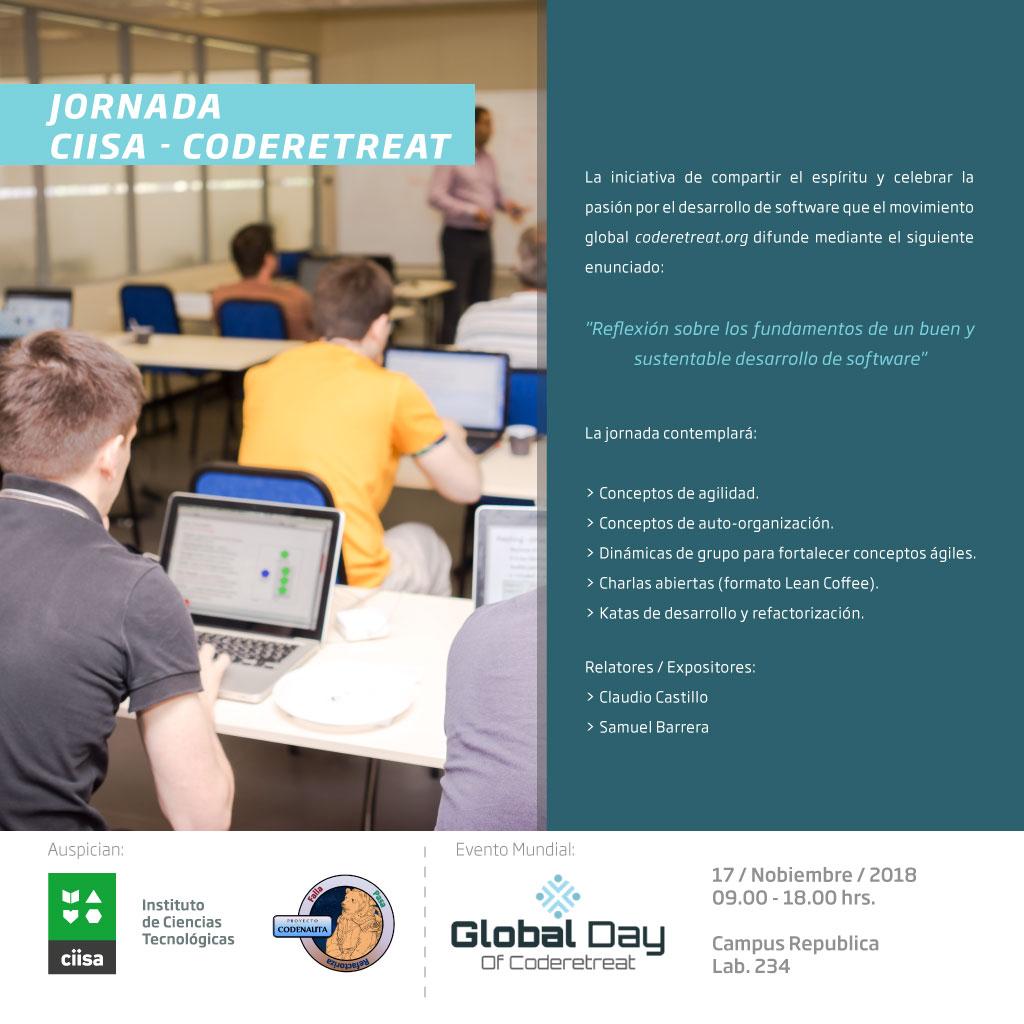 JORNADA
CIISA - CODERETREAT
La iniciativa de compartir el espíritu y celebrar la
pasión por el desarrollo de software que el movimiento
global coderetreat.org difunde mediante el siguiente
enunciado:
"Reflexión sobre los fundamentos de un buen y
sustentable desarrollo de software"
La jornada contemplará:
> Conceptos de agilidad.
> Conceptos de auto-organización.
> Dinámicas de grupo para fortalecer conceptos ágiles.
> Charlas abiertas (formato Lean Coffee).
> Katas de desarrollo y refactorización.
Relatores / Expositores:
> Claudio Castillo
> Samuel Barrera
Auspician:
ciisa
Instituto
de Ciencias
Tecnológicas
Falla
Pasa
PROYECTO
CODENAUTA
Refactoriza
Evento Mundial:
Global Day
Of Coderetreat
17 / Nobiembre / 2018
09.00 - 18.00 hrs.
Campus Republica
Lab. 234